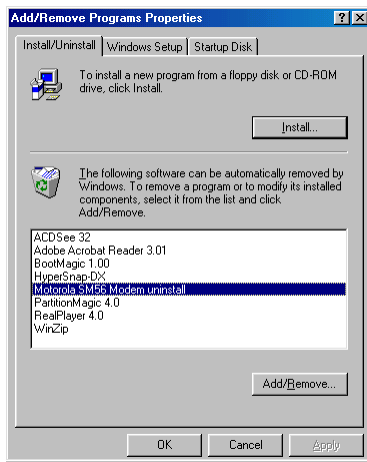 Add/Remove Programs Properties
Install/Uninstall Windows Setup Startup Disk
To install a new program from a floppy disk or CD-ROM
drive, click Install.
Install...
The following software can be automatically removed by
Windows. To remove a program or to modify its installed
components, select it from the list and click
Add/Remove.
ACDSee 32
Adobe Acrobat Reader 3.01
BootMagic 1.00
HyperSnap-DX
Motorola SM56 Modem uninstall
PartitionMagic 4.0
RealPlayer 4.0
WinZip
Add/Remove...
OK Cancel Apply